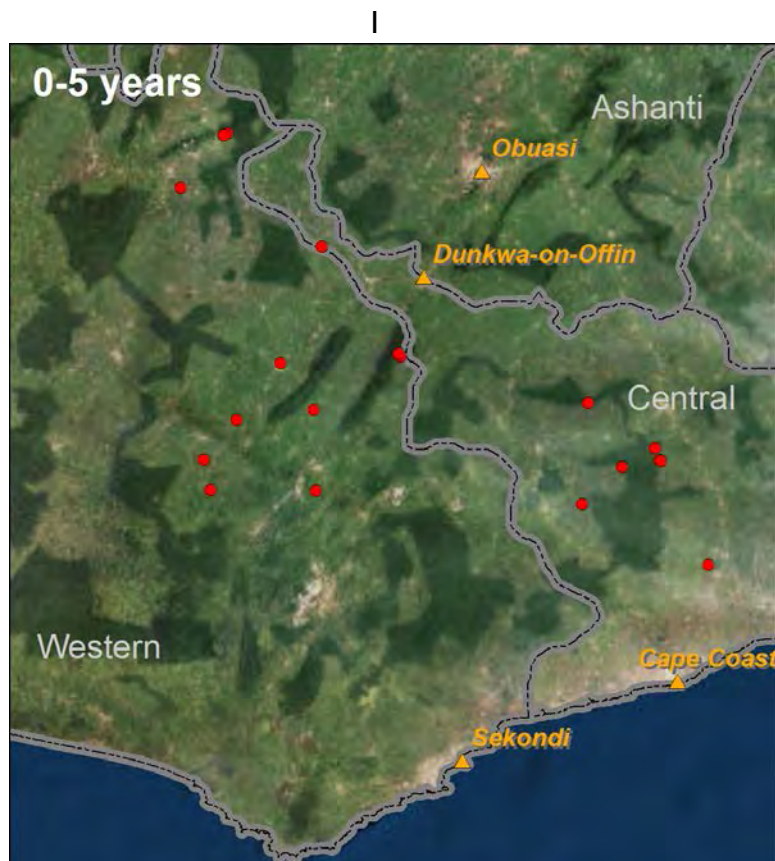 I
0-5 years
Ashanti
Obuasi
Dunkwa-on-Offin
Central
Western
Cape Coast
Sekondi